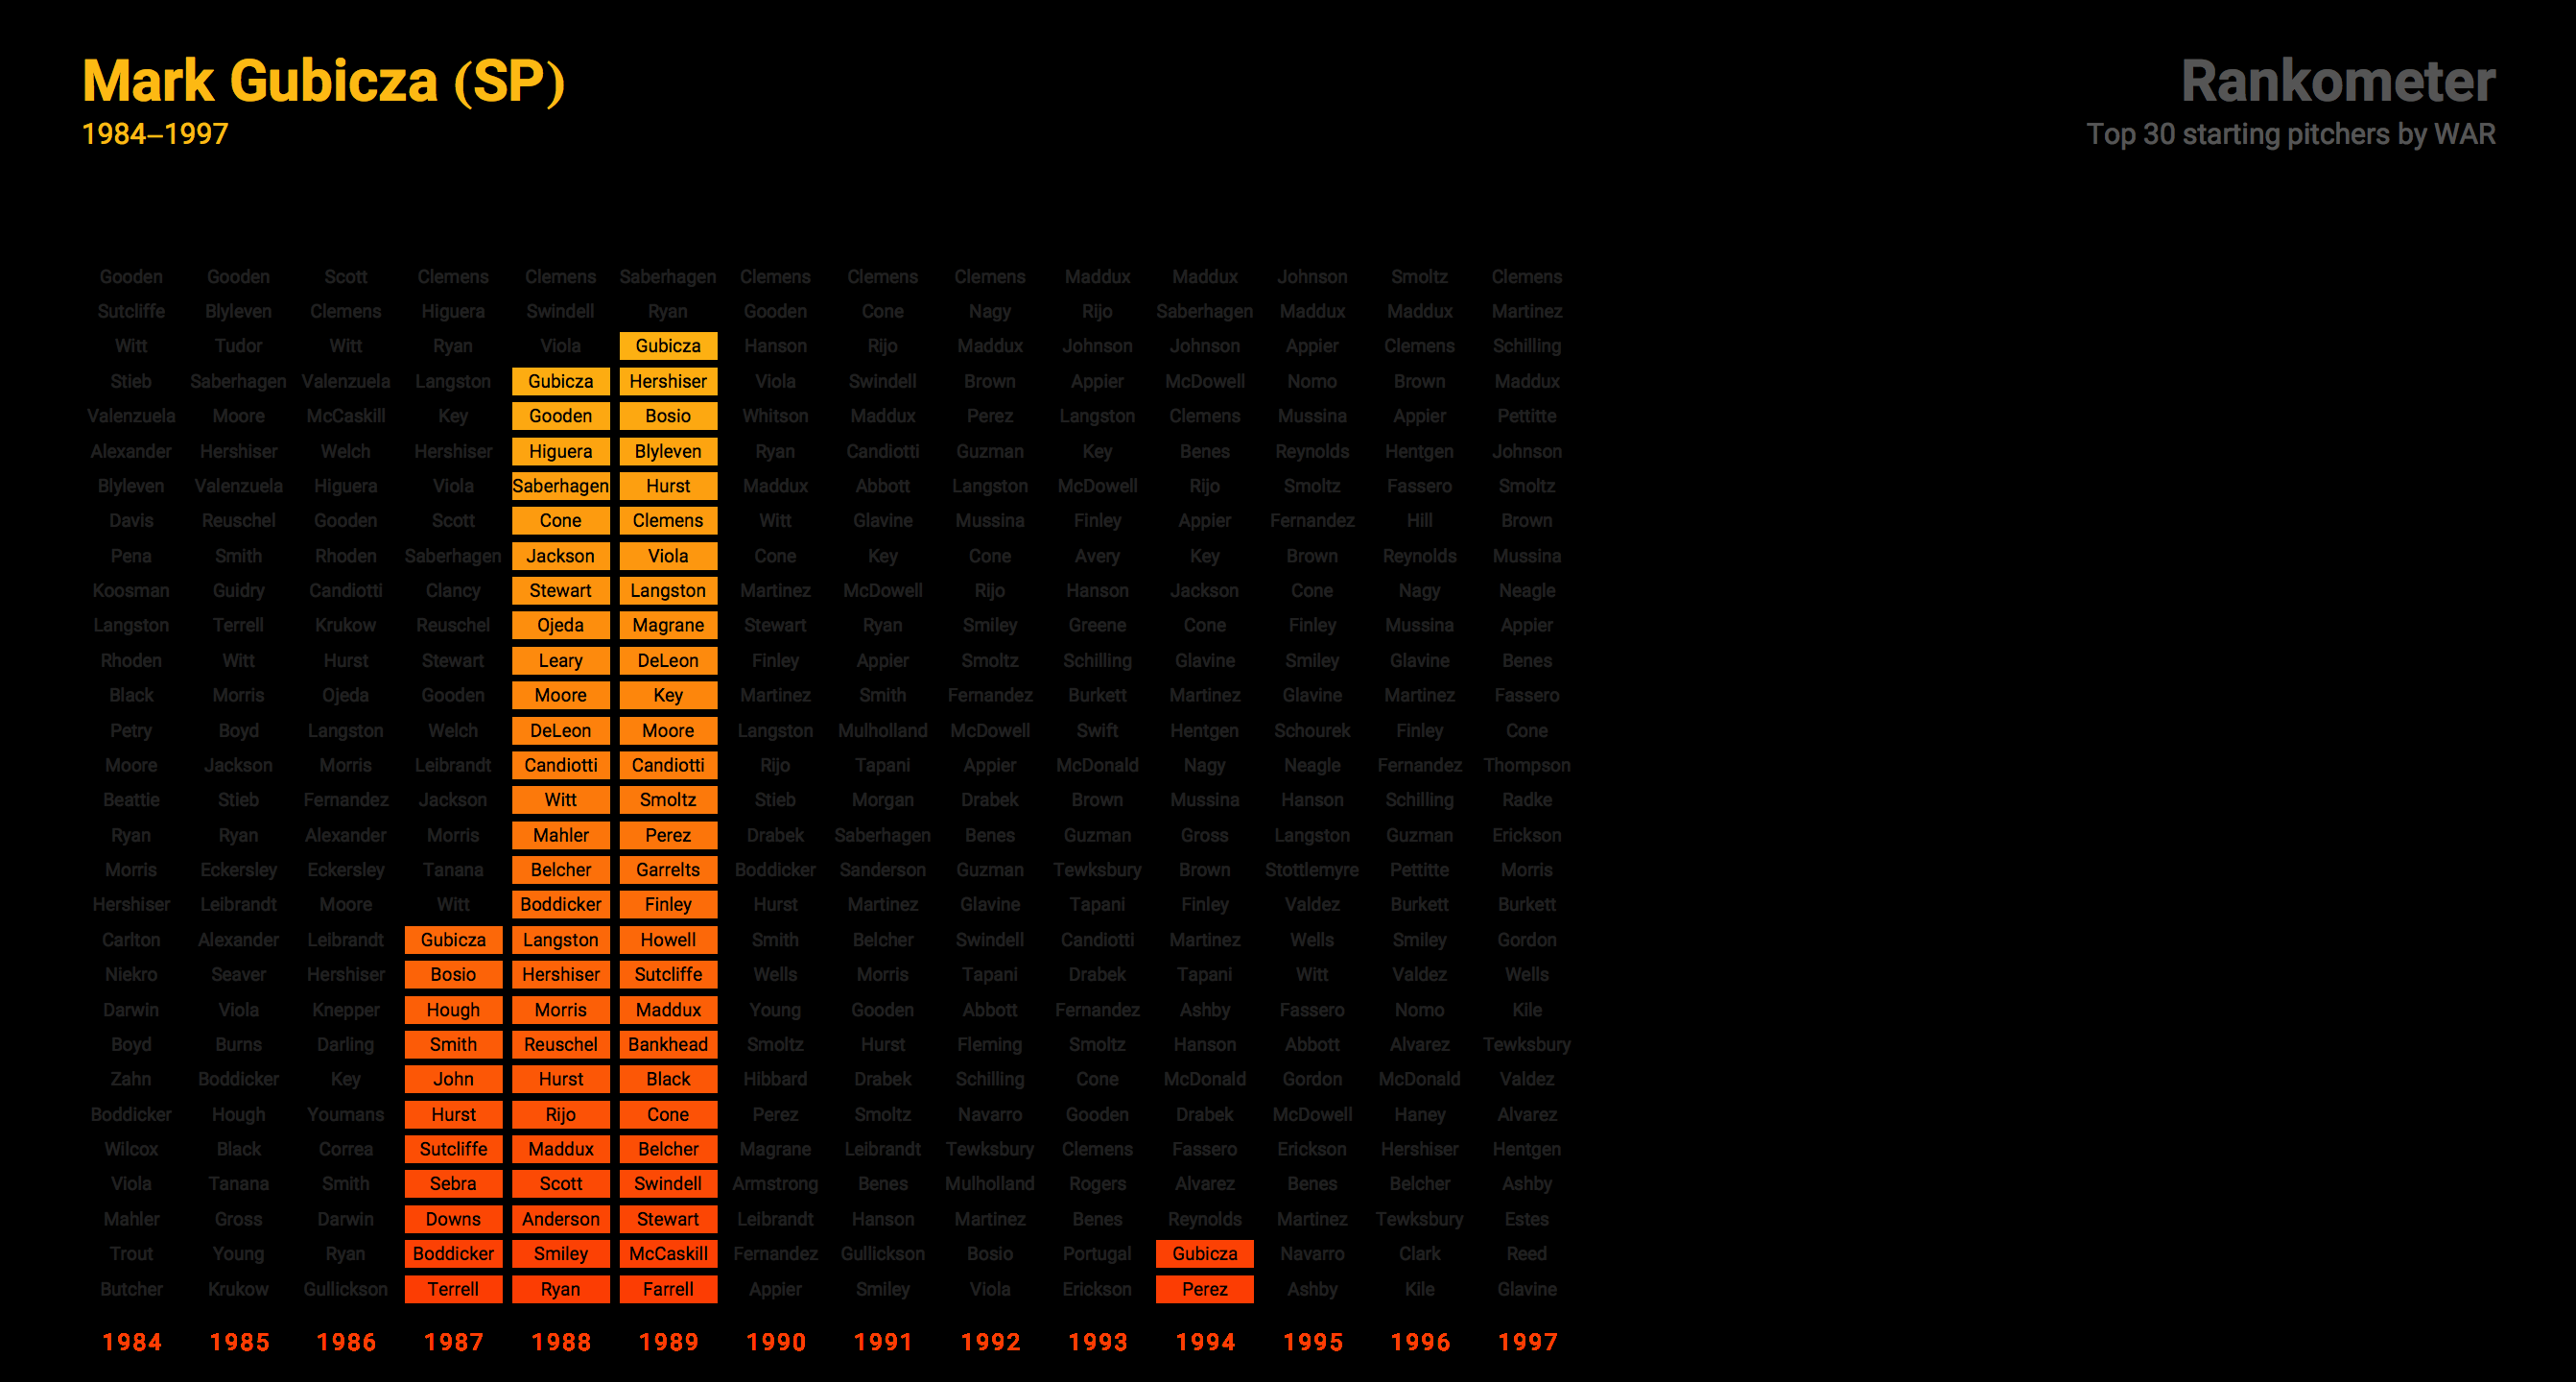 Mark Gubicza (SP)
1984–1997
Rankometer
Top 30 starting pitchers by WAR
Gooden Gooden Scott Clemens Clemens Saberhagen Clemens Clemens Clemens Maddux Maddux Johnson Smoltz Clemens
Sutcliffe Blyleven Clemens Higuera Swindell Ryan Gooden Cone Nagy Rijo Saberhagen Maddux Maddux Martinez
Witt Tudor Witt Ryan Viola Gubicza Hanson Rijo Maddux Johnson Johnson Appier Clemens Schilling
Stieb Saberhagen Valenzuela Langston Gubicza Hershiser Viola Swindell Brown Appier McDowell Nomo Brown Maddux
Valenzuela Moore McCaskill Key Gooden Bosio Whitson Maddux Perez Langston Clemens Mussina Appier Pettitte
Alexander Hershiser Welch Hershiser Higuera Blyleven Ryan Candiotti Guzman Key Benes Reynolds Hentgen Johnson
Blyleven Valenzuela Higuera Viola Saberhagen Hurst Maddux Abbott Langston McDowell Rijo Smoltz Fassero Smoltz
Davis Reuschel Gooden Scott Cone Clemens Witt Glavine Mussina Finley Appier Fernandez Hill Brown
Pena Smith Rhoden Saberhagen Jackson Viola Cone Key Cone Avery Key Brown Reynolds Mussina
Koosman Guidry Candiotti Clancy Stewart Langston Martinez McDowell Rijo Hanson Jackson Cone Nagy Neagle
Langston Terrell Krukow Reuschel Ojeda Magrane Stewart Ryan Smiley Greene Cone Finley Mussina Appier
Rhoden Witt Hurst Stewart Leary DeLeon Finley Appier Smoltz Schilling Glavine Smiley Glavine Benes
Black Morris Ojeda Gooden Moore Key Martinez Smith Fernandez Burkett Martinez Glavine Martinez Fassero
Petry Boyd Langston Welch DeLeon Moore Langston Mulholland McDowell Swift Hentgen Schourek Finley Cone
Moore Jackson Morris Leibrandt Candiotti Candiotti Rijo Tapani Appier McDonald Nagy Neagle Fernandez Thompson
Beattie Stieb Fernandez Jackson Witt Smoltz Stieb Morgan Drabek Brown Mussina Hanson Schilling Radke
Ryan Ryan Alexander Morris Mahler Perez Drabek Saberhagen Benes Guzman Gross Langston Guzman Erickson
Morris Eckersley Eckersley Tanana Belcher Garrelts Boddicker Sanderson Guzman Tewksbury Brown Stottlemyre Pettitte Morris
Hershiser Leibrandt Moore Witt Boddicker Finley Hurst Martinez Glavine Tapani Finley Valdez Burkett Burkett
Carlton Alexander Leibrandt Gubicza Langston Howell Smith Belcher Swindell Candiotti Martinez Wells Smiley Gordon
Niekro Seaver Hershiser Bosio Hershiser Sutcliffe Wells Morris Tapani Drabek Tapani Witt Valdez Wells
Darwin Viola Knepper Hough Morris Maddux Young Gooden Abbott Fernandez Ashby Fassero Nomo Kile
Boyd Burns Darling Smith Reuschel Bankhead Smoltz Hurst Fleming Smoltz Hanson Abbott Alvarez Tewksbury
Zahn Boddicker Key John Hurst Black Hibbard Drabek Schilling Cone McDonald Gordon McDonald Valdez
Boddicker Hough Youmans Hurst Rijo Cone Perez Smoltz Navarro Gooden Drabek McDowell Haney Alvarez
Wilcox Black Correa Sutcliffe Maddux Belcher Magrane Leibrandt Tewksbury Clemens Fassero Erickson Hershiser Hentgen
Viola Tanana Smith Sebra Scott Swindell Armstrong Benes Mulholland Rogers Alvarez Benes Belcher Ashby
Mahler Gross Darwin Downs Anderson Stewart Leibrandt Hanson Martinez Benes Reynolds Martinez Tewksbury Estes
Trout Young Ryan Boddicker Smiley McCaskill Fernandez Gullickson Bosio Portugal Gubicza Navarro Clark Reed
Butcher Krukow Gullickson Terrell Ryan Farrell Appier Smiley Viola Erickson Perez Ashby Kile Glavine
1984 1985 1986 1987 1988 1989 1990 1991 1992 1993 1994 1995 1996 1997